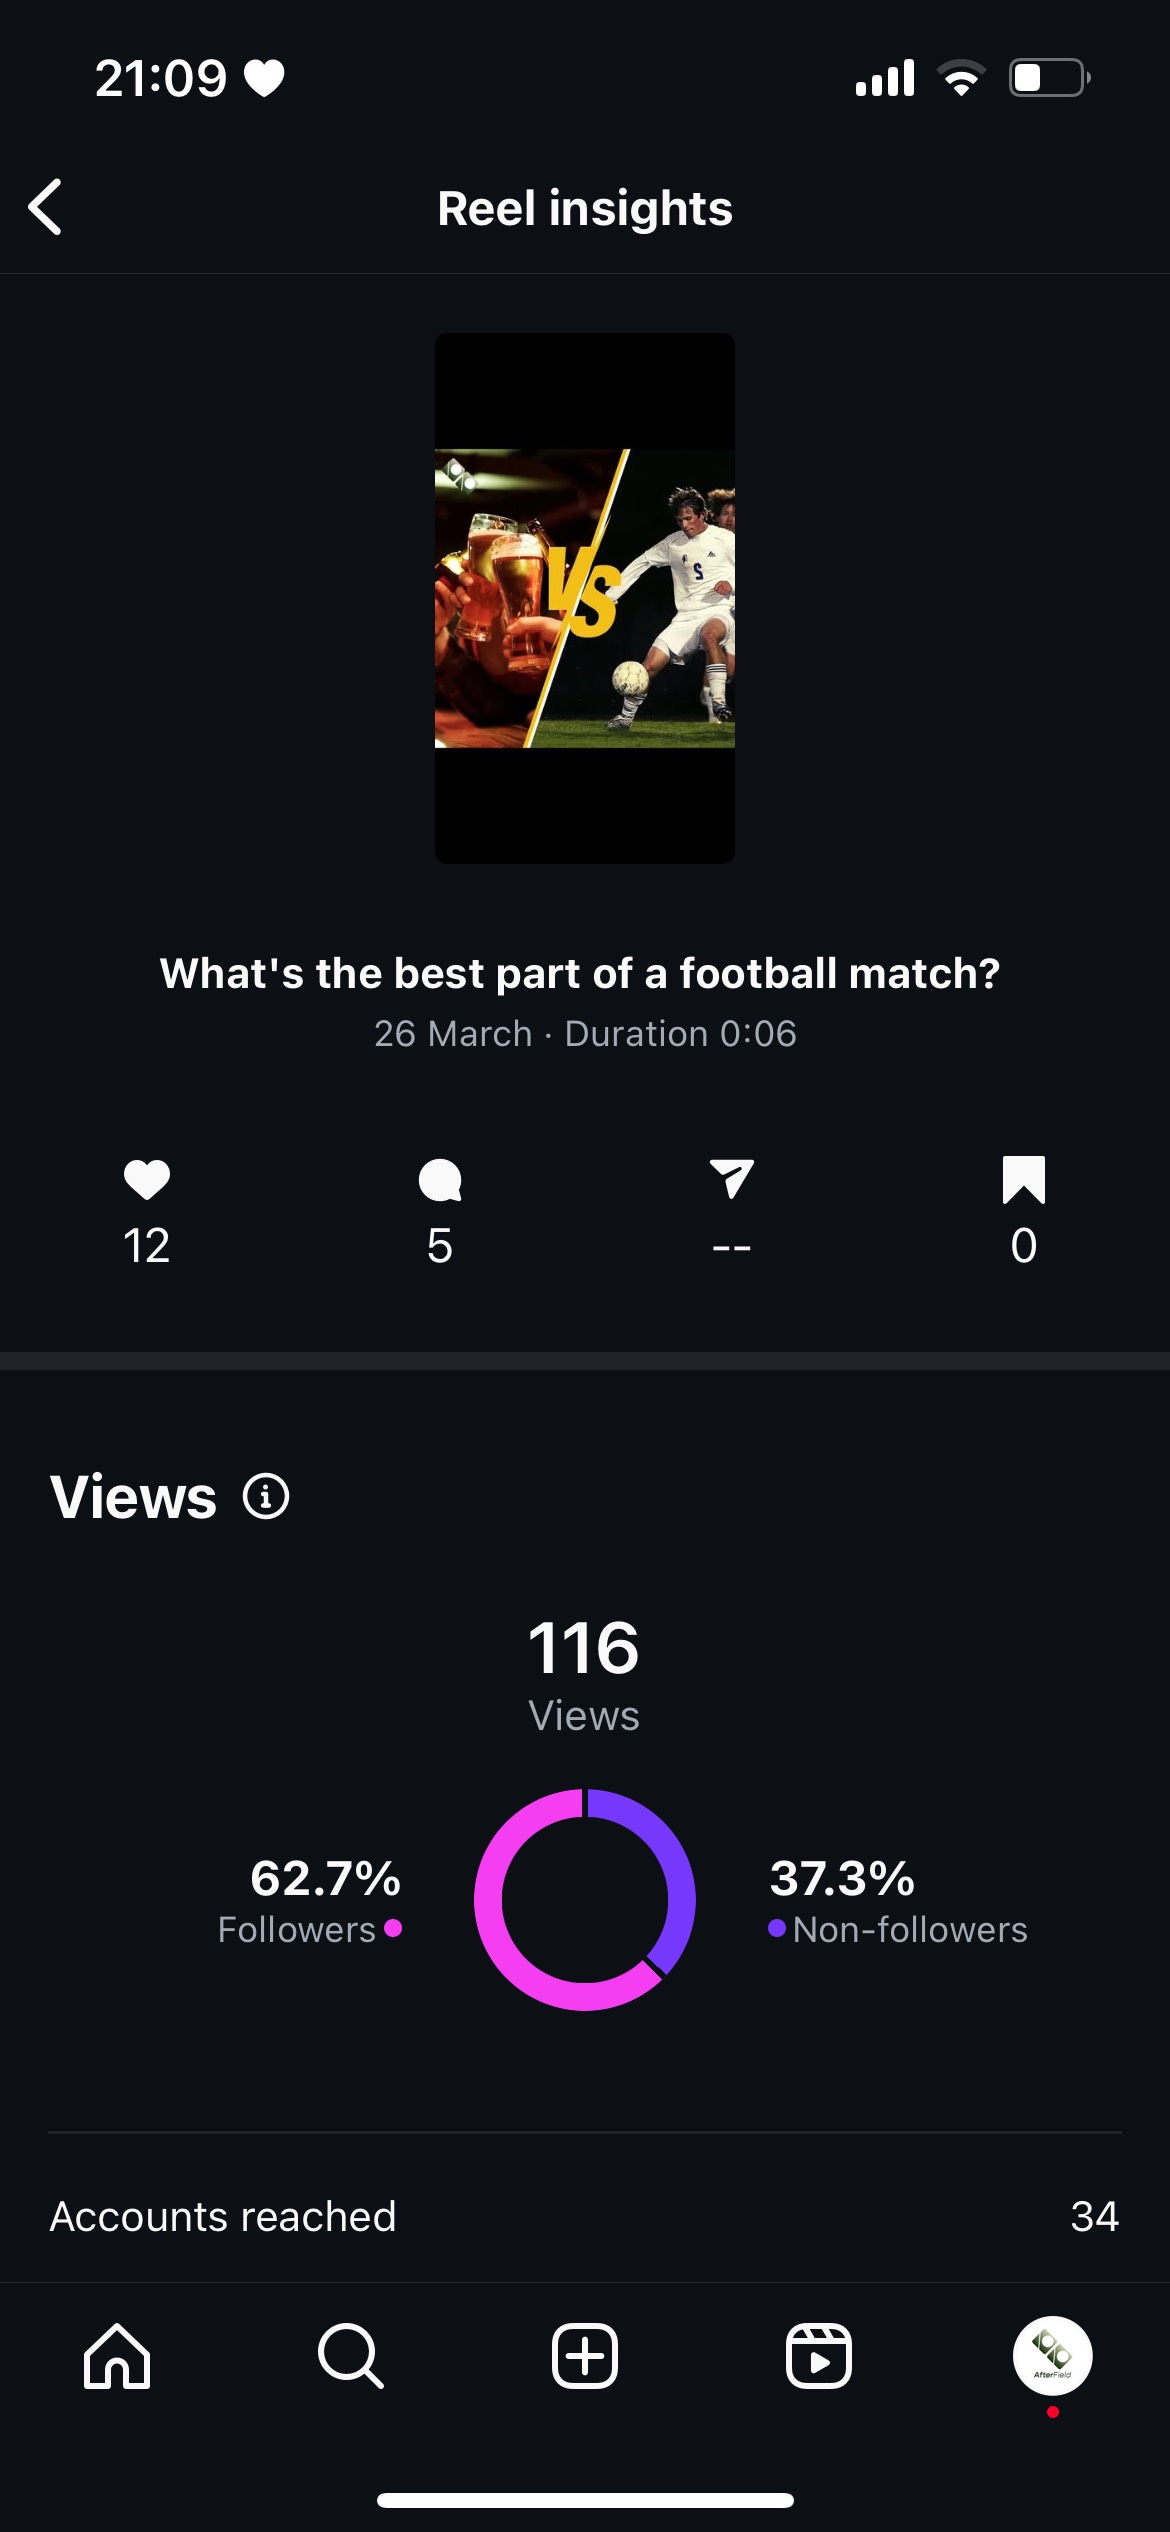 21:09
Reel insights
VS
S
What's the best part of a football match?
26 March · Duration 0:06
12
5
--
0
Views
116
Views
62.7%
Followers
37.3%
Non-followers
Accounts reached
34
AfterField